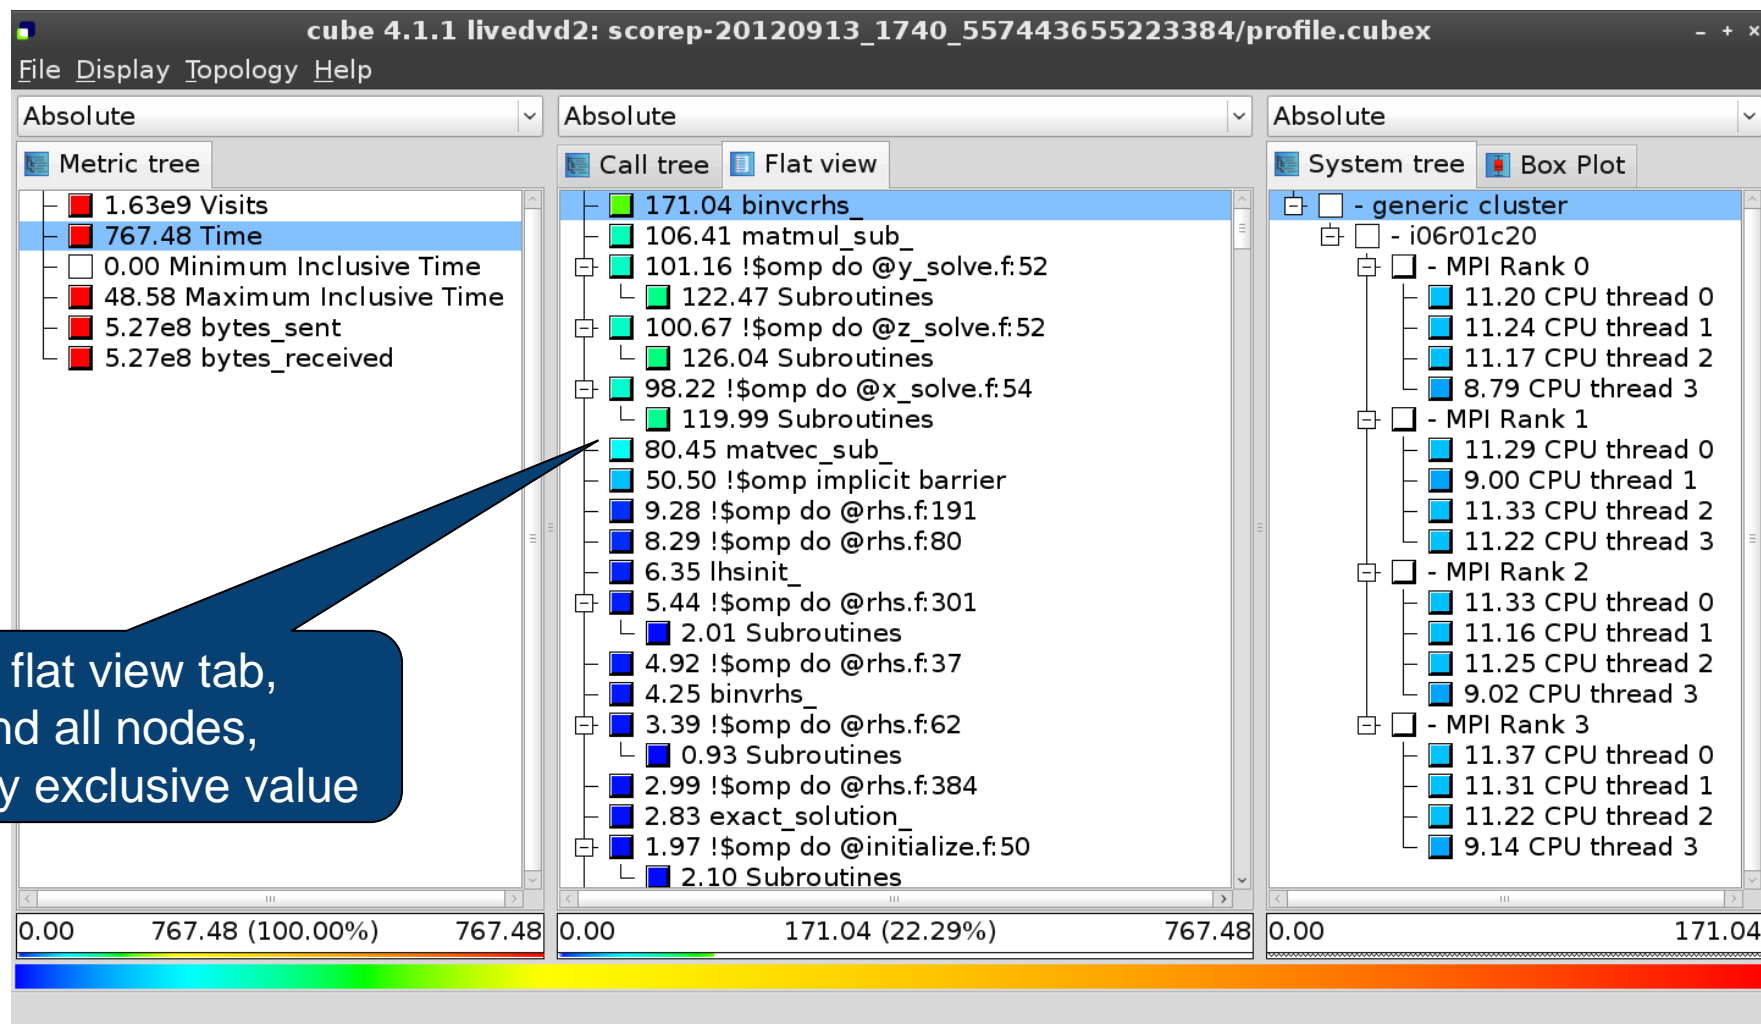 cube 4.1.1 livedvd2: scorep-20120913_1740_557443655223384/profile.cubex
File Display Topology Help
Absolute
Metric tree
1.63e9 Visits
767.48 Time
0.00 Minimum Inclusive Time
48.58 Maximum Inclusive Time
5.27e8 bytes_sent
5.27e8 bytes_received
flat view tab,
all nodes,
exclusive value
0.00 767.48 (100.00%) 767.48
Absolute
Call tree Flat view
171.04 binvcrhs_
106.41 matmul_sub_
101.16 !$omp do @y_solve.f:52
122.47 Subroutines
100.67 !$omp do @z_solve.f:52
126.04 Subroutines
98.22 !$omp do @x_solve.f:54
119.99 Subroutines
80.45 matvec_sub_
50.50 !$omp implicit barrier
9.28 !$omp do @rhs.f:191
8.29 !$omp do @rhs.f:80
6.35 lhsinit_
5.44 !$omp do @rhs.f:301
2.01 Subroutines
4.92 !$omp do @rhs.f:37
4.25 binvrhs_
3.39 !$omp do @rhs.f:62
0.93 Subroutines
2.99 !$omp do @rhs.f:384
2.83 exact_solution_
1.97 !$omp do @initialize.f:50
2.10 Subroutines
0.00 171.04 (22.29%) 767.48
Absolute
System tree Box Plot
- generic cluster
- i06r01c20
- MPI Rank 0
11.20 CPU thread 0
11.24 CPU thread 1
11.17 CPU thread 2
8.79 CPU thread 3
- MPI Rank 1
11.29 CPU thread 0
9.00 CPU thread 1
11.33 CPU thread 2
11.22 CPU thread 3
- MPI Rank 2
11.33 CPU thread 0
11.16 CPU thread 1
11.25 CPU thread 2
9.02 CPU thread 3
- MPI Rank 3
11.37 CPU thread 0
11.31 CPU thread 1
11.22 CPU thread 2
9.14 CPU thread 3
0.00 171.04